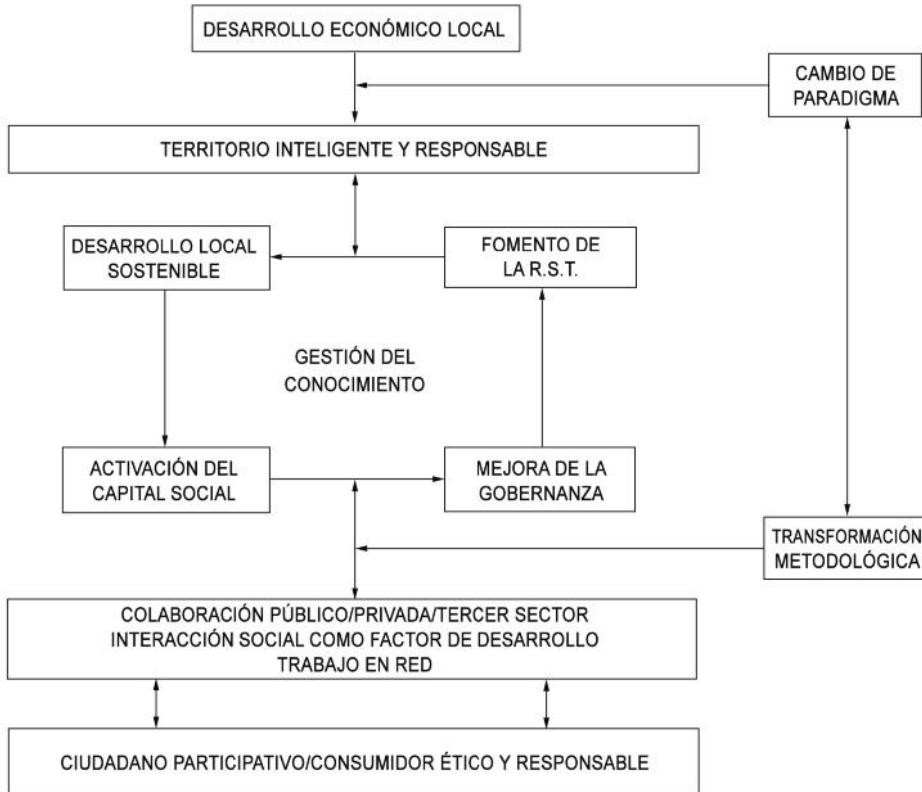 DESARROLLO ECONÓMICO LOCAL
CAMBIO DE
PARADIGMA
TERRITORIO INTELIGENTE Y RESPONSABLE
DESARROLLO LOCAL
SOSTENIBLE
FOMENTO DE
LA R.S.T.
GESTIÓN DEL
CONOCIMIENTO
ACTIVACIÓN DEL
CAPITAL SOCIAL
MEJORA DE LA
GOBERNANZA
TRANSFORMACIÓN
METODOLÓGICA
COLABORACIÓN PÚBLICO/PRIVADA/TERCER SECTOR
INTERACCIÓN SOCIAL COMO FACTOR DE DESARROLLO
TRABAJO EN RED
CIUDADANO PARTICIPATIVO/CONSUMIDOR ÉTICO Y RESPONSABLE